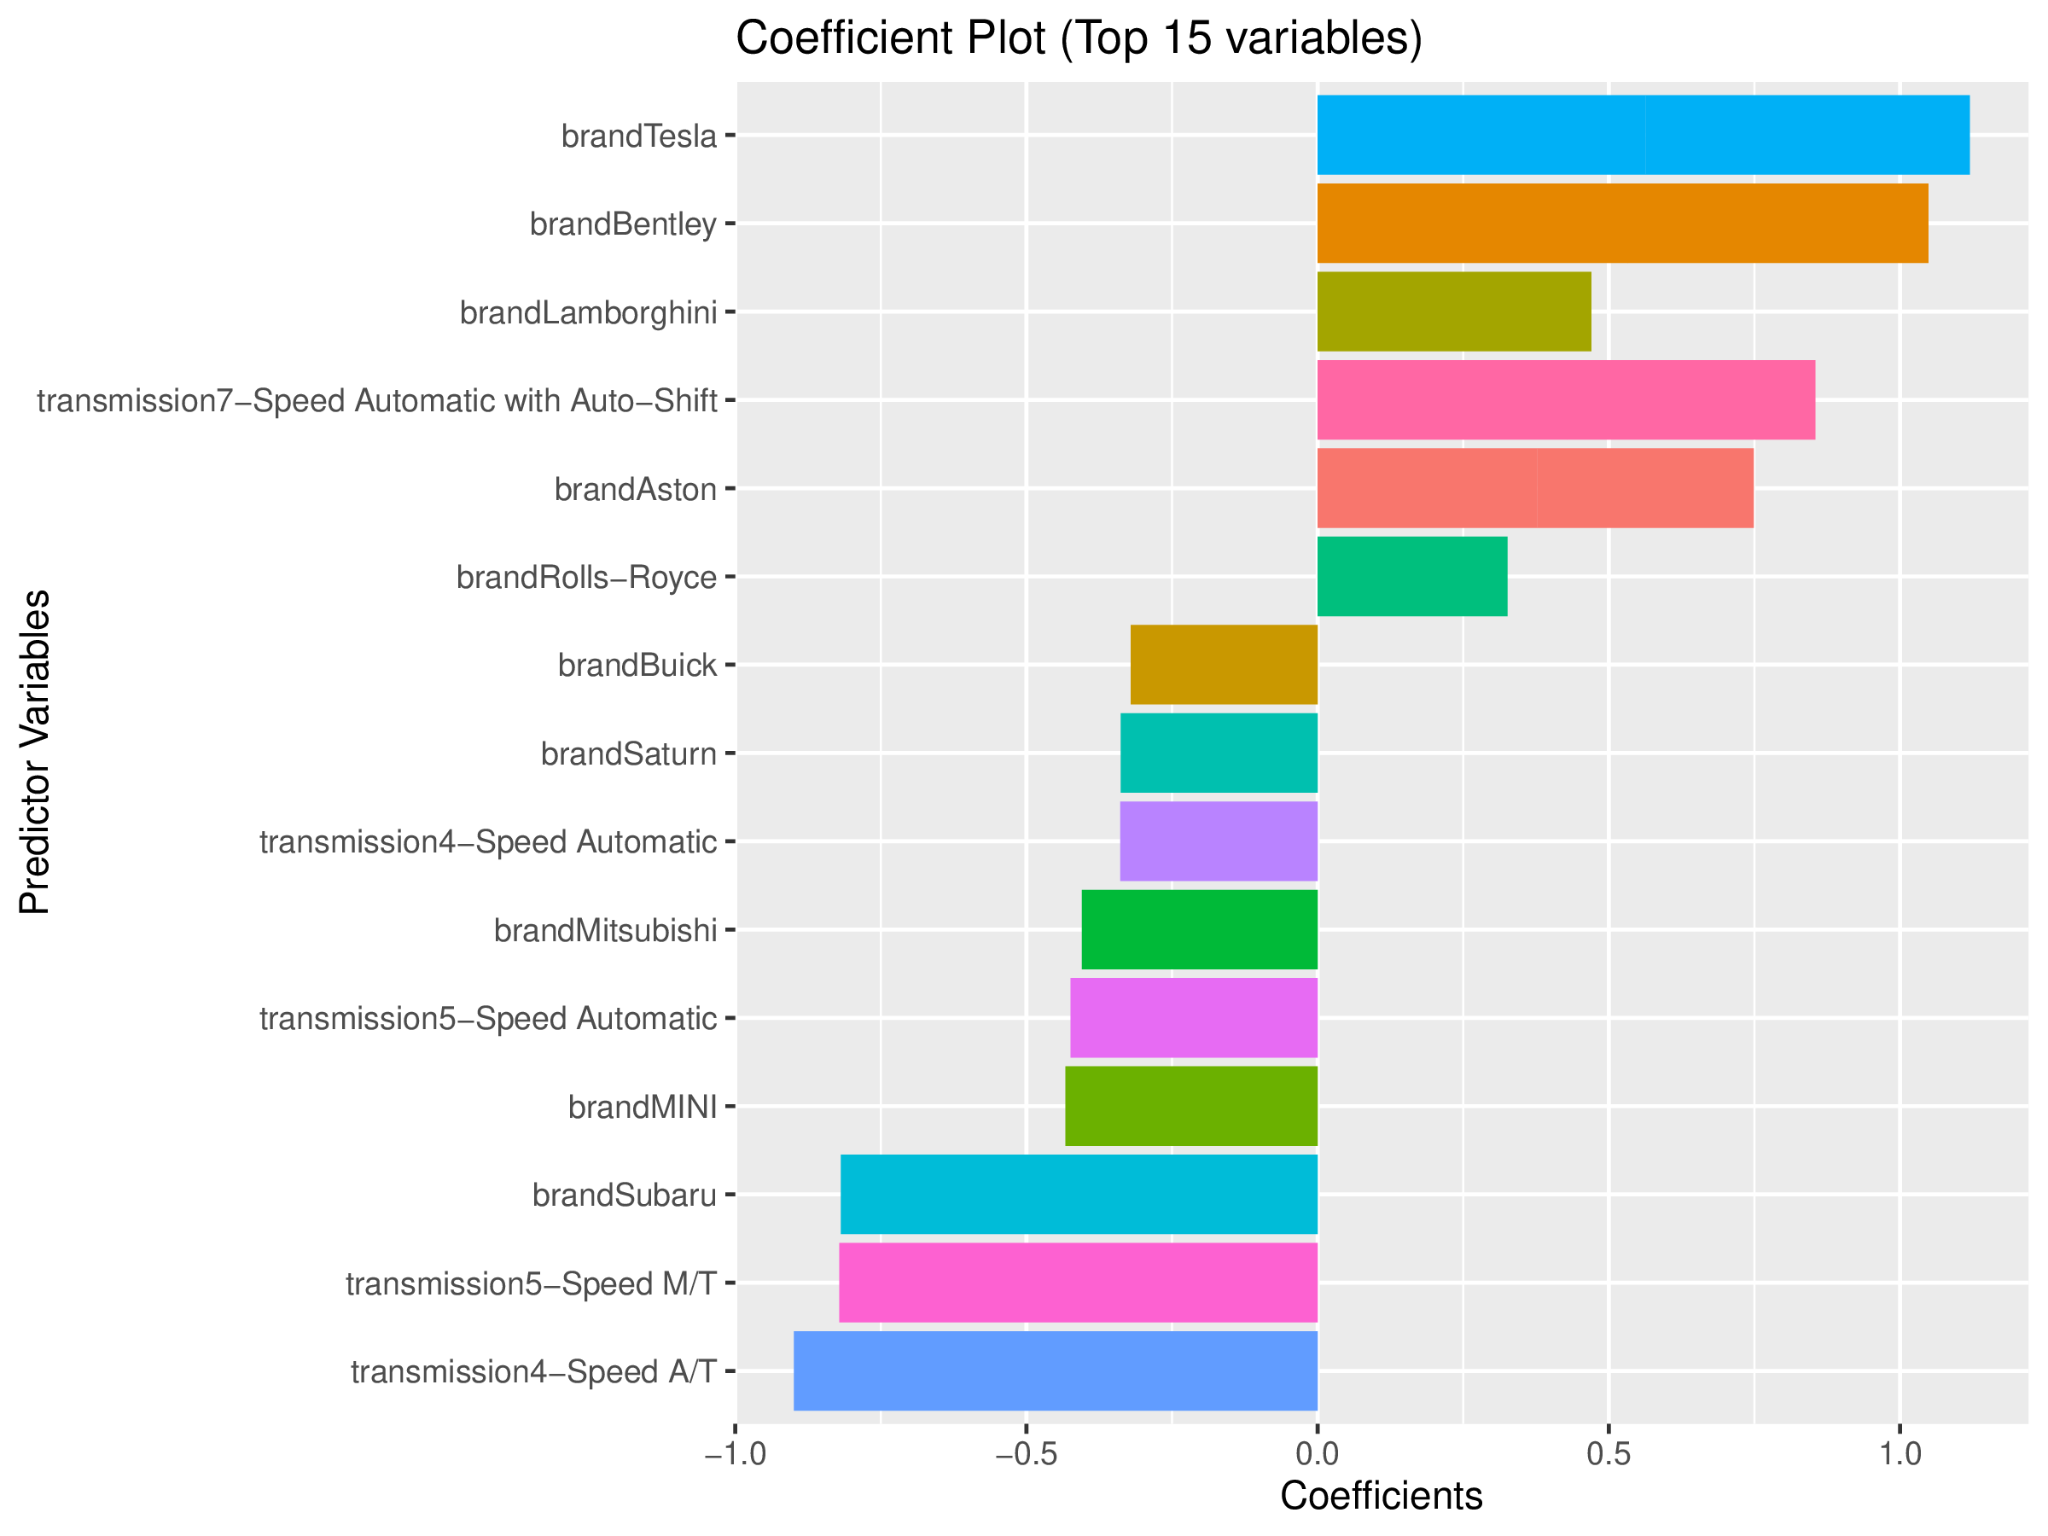 Coefficient Plot (Top 15 variables)
brandTesla
brandBentley
brandLamborghini
transmission7−Speed Automatic with Auto−Shift
brandAston
brandRolls−Royce
brandBuick
brandSaturn
transmission4−Speed Automatic
brandMitsubishi
transmission5−Speed Automatic
brandMINI
brandSubaru
transmission5−Speed M/T
transmission4−Speed A/T
Predictor Variables
−1.0 −0.5 0.0 0.5 1.0
Coefficients